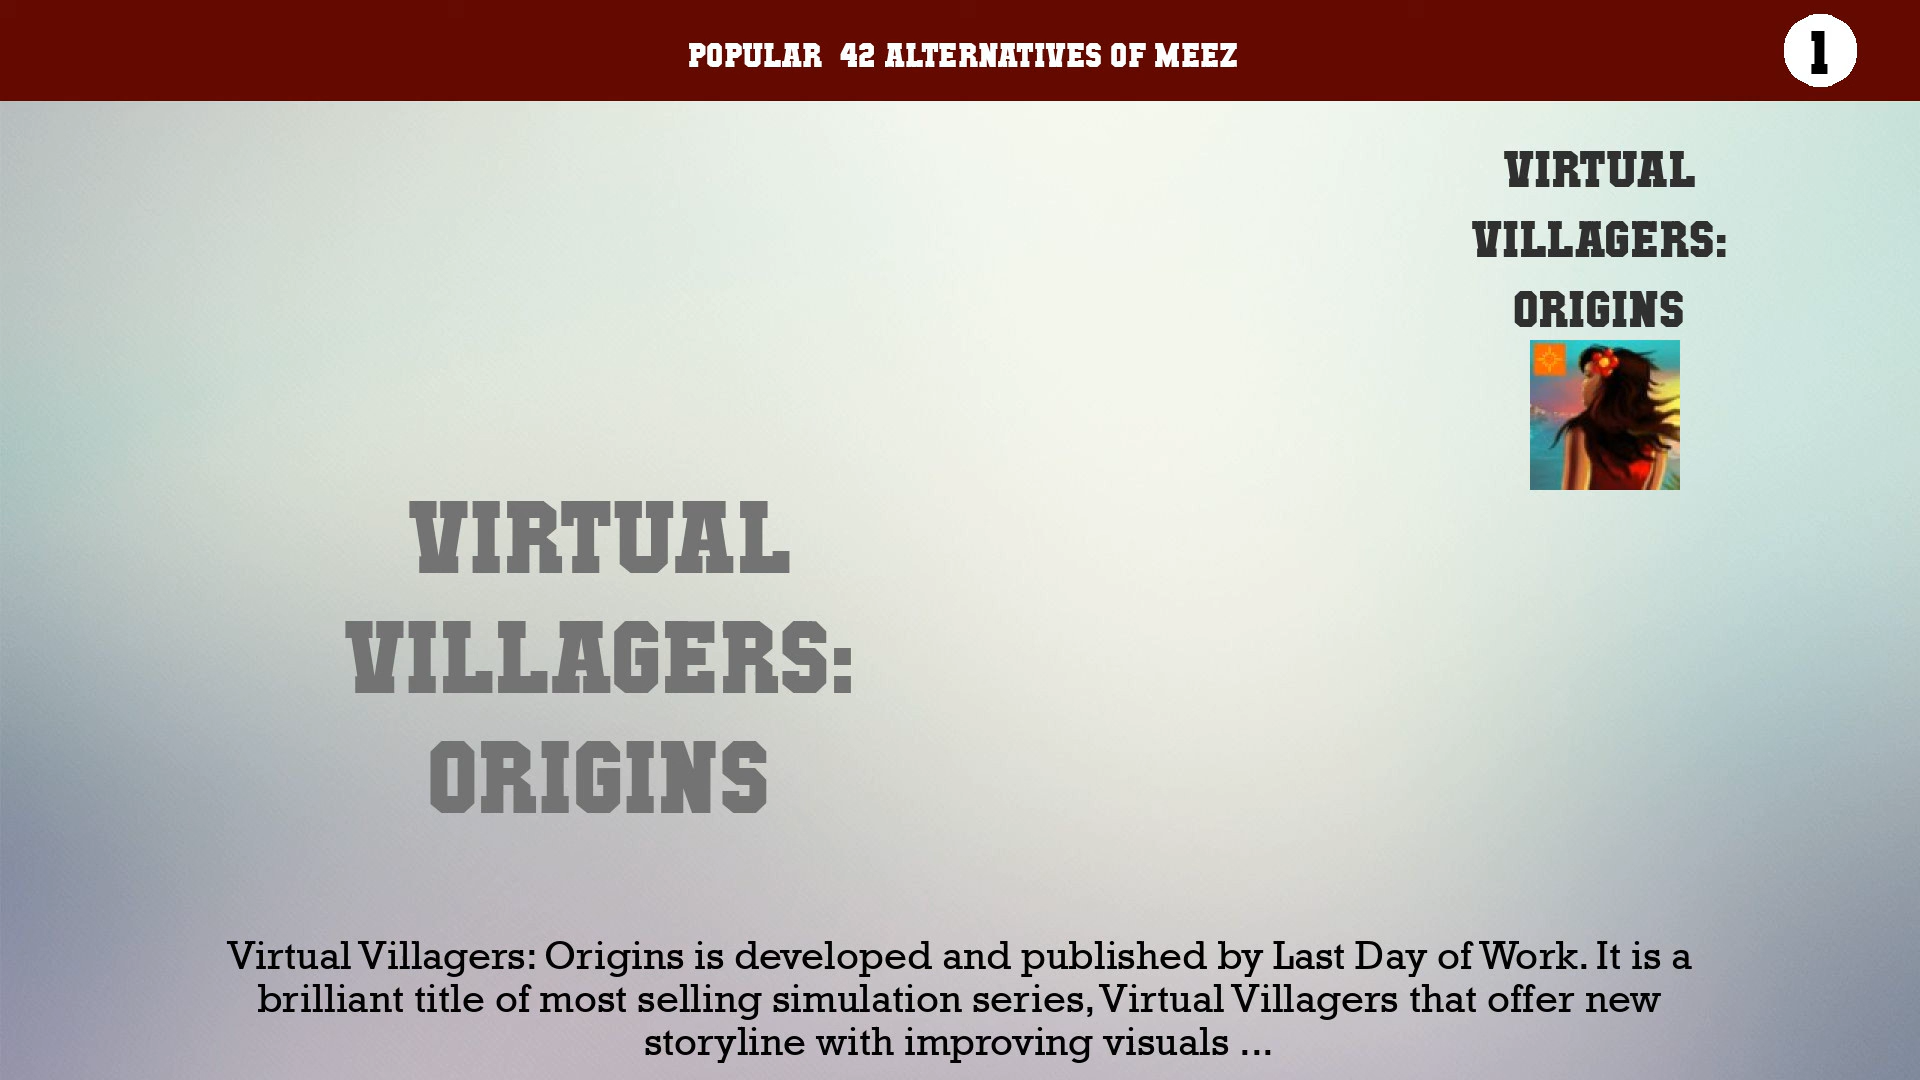 POPULAR 42 ALTERNATIVES OF MEEZ
1
VIRTUAL
VILLAGERS:
ORIGINS
VIRTUAL
VILLAGERS:
ORIGINS
Virtual Villagers: Origins is developed and published by Last Day of Work. It is a
brilliant title of most selling simulation series, Virtual Villagers that offer new
storyline with improving visuals ...